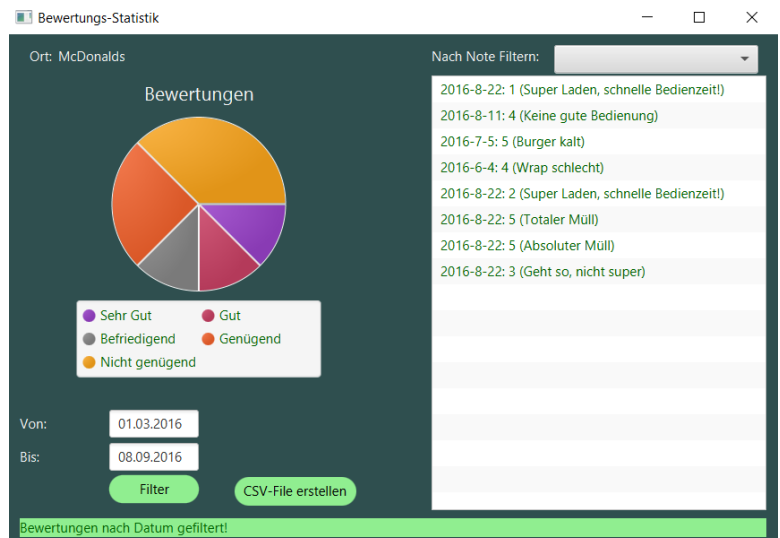 Bewertungs-Statistik
Ort: McDonalds
Nach Note Filtern:
Bewertungen
Sehr Gut
Gut
Befriedigend
Genügend
Nicht genügend
Von: 01.03.2016
Bis: 08.09.2016
Filter
CSV-File erstellen
2016-8-22: 1 (Super Laden, schnelle Bedienzeit!)
2016-8-11: 4 (Keine gute Bedienung)
2016-7-5: 5 (Burger kalt)
2016-6-4: 4 (Wrap schlecht)
2016-8-22: 2 (Super Laden, schnelle Bedienzeit!)
2016-8-22: 5 (Totaler Müll)
2016-8-22: 5 (Absoluter Müll)
2016-8-22: 3 (Geht so, nicht super)
Bewertungen nach Datum gefiltert!